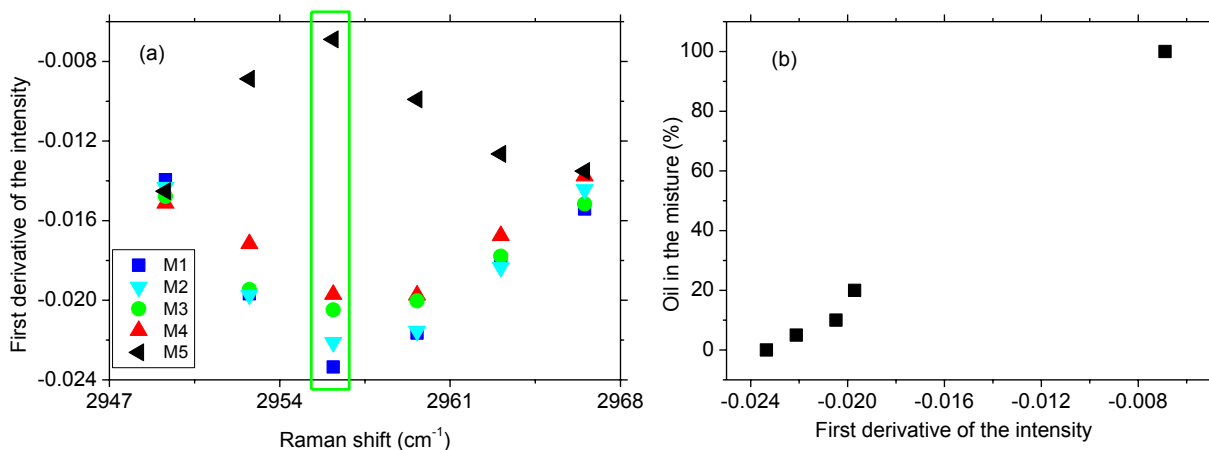 (a)
First derivative of the intensity
-0.008
-0.012
-0.016
-0.020
-0.024
M1
M2
M3
M4
M5
2947 2954 2961 2968
Raman shift (cm⁻¹)
(b)
Oil in the misture (%)
100
80
60
40
20
0
-0.024 -0.020 -0.016 -0.012 -0.008
First derivative of the intensity